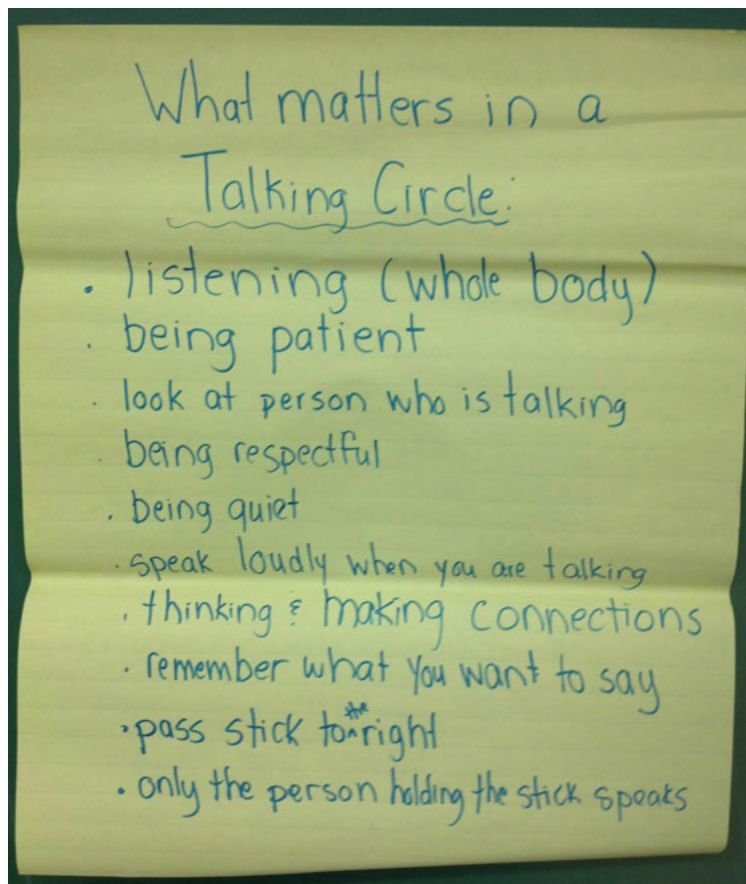 What matters in a
Talking Circle:
. listening (whole body)
. being patient
. look at person who is talking
being respectful
. being quiet
. speak loudly when you are talking
. thinking & making connections
. remember what you want to say
. pass stick to the right
. only the person holding the stick speaks